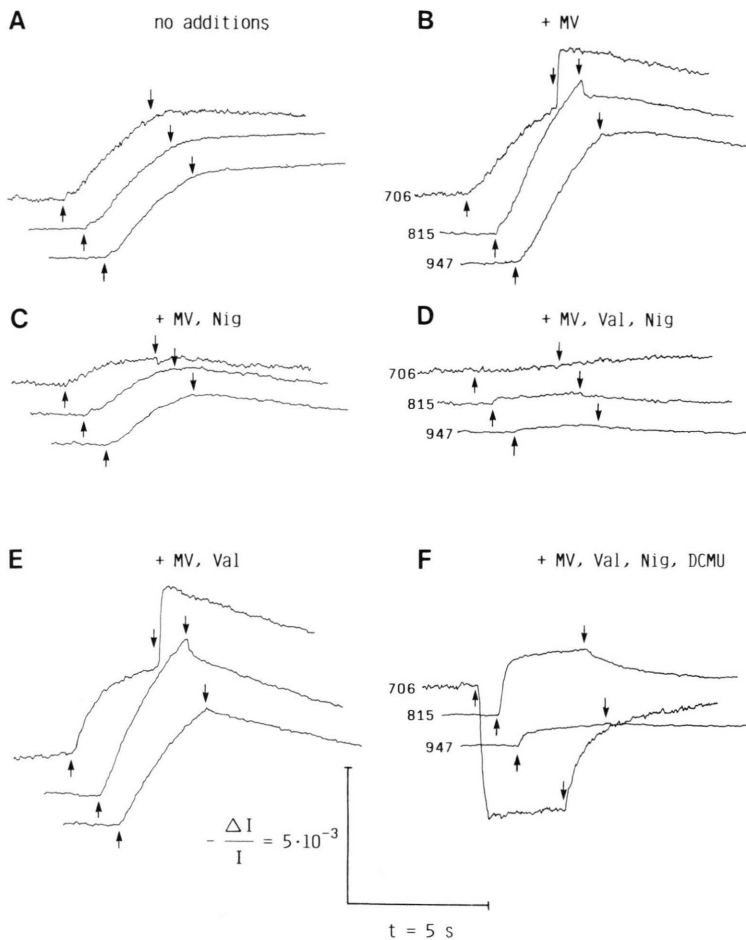 A no additions
B + MV
706
815
947
C + MV, Nig
D + MV, Val, Nig
706
815
947
E + MV, Val
F + MV, Val, Nig, DCMU
706
815
947
- ΔI/I = 5·10⁻³
t = 5 s